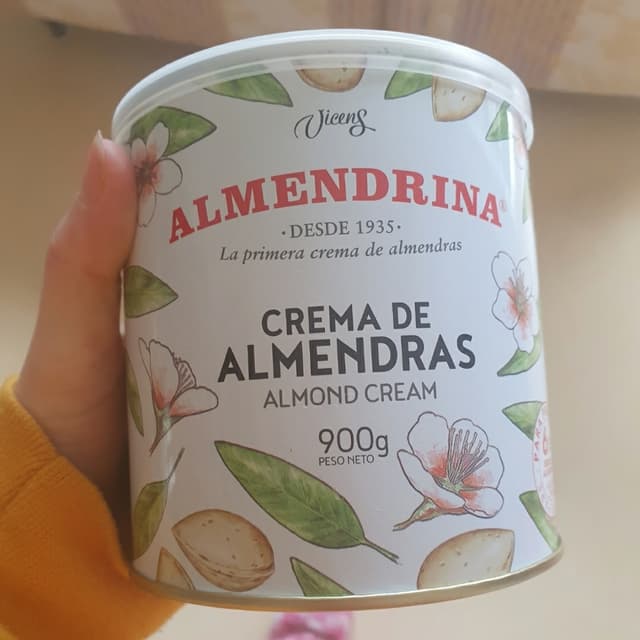 Vicens
ALMENDRINA®
·DESDE 1935·
La primera crema de almendras
CREMA DE
ALMENDRAS
ALMOND CREAM
900g
PESO NETO